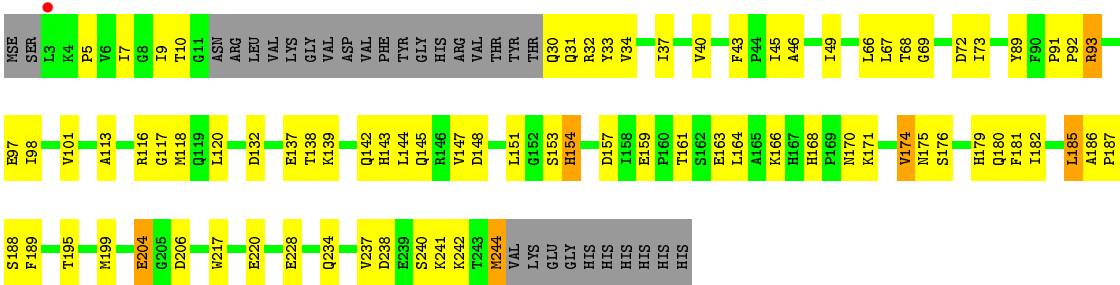 MSE SER L3 K4 P5 V6 I7 G8 I9 T10 G11 ASN ARG LEU VAL LYS GLY VAL ASP VAL PHE TYR GLY HIS ARG VAL THR TYR THR Q30 Q31 R32 Y33 V34 I37 V40 F43 P44 I45 A46 I49 L66 L67 T68 G69 D72 I73 Y89 F90 P91 P92 R93
E97 I98 V101 A113 R116 G117 M118 Q119 L120 D132 E137 T138 K139 Q142 H143 L144 Q145 R146 V147 D148 L151 G152 S153 H154 D157 I158 E159 P160 T161 S162 E163 L164 A165 K166 H167 H168 P169 N170 K171 V174 N175 S176 H179 Q180 F181 I182 L185 A186 P187
S188 F189 T195 M199 E204 G205 D206 W217 E220 E228 Q234 V237 D238 E239 S240 K241 K242 T243 M244 VAL LYS GLU GLY HIS HIS HIS HIS HIS HIS